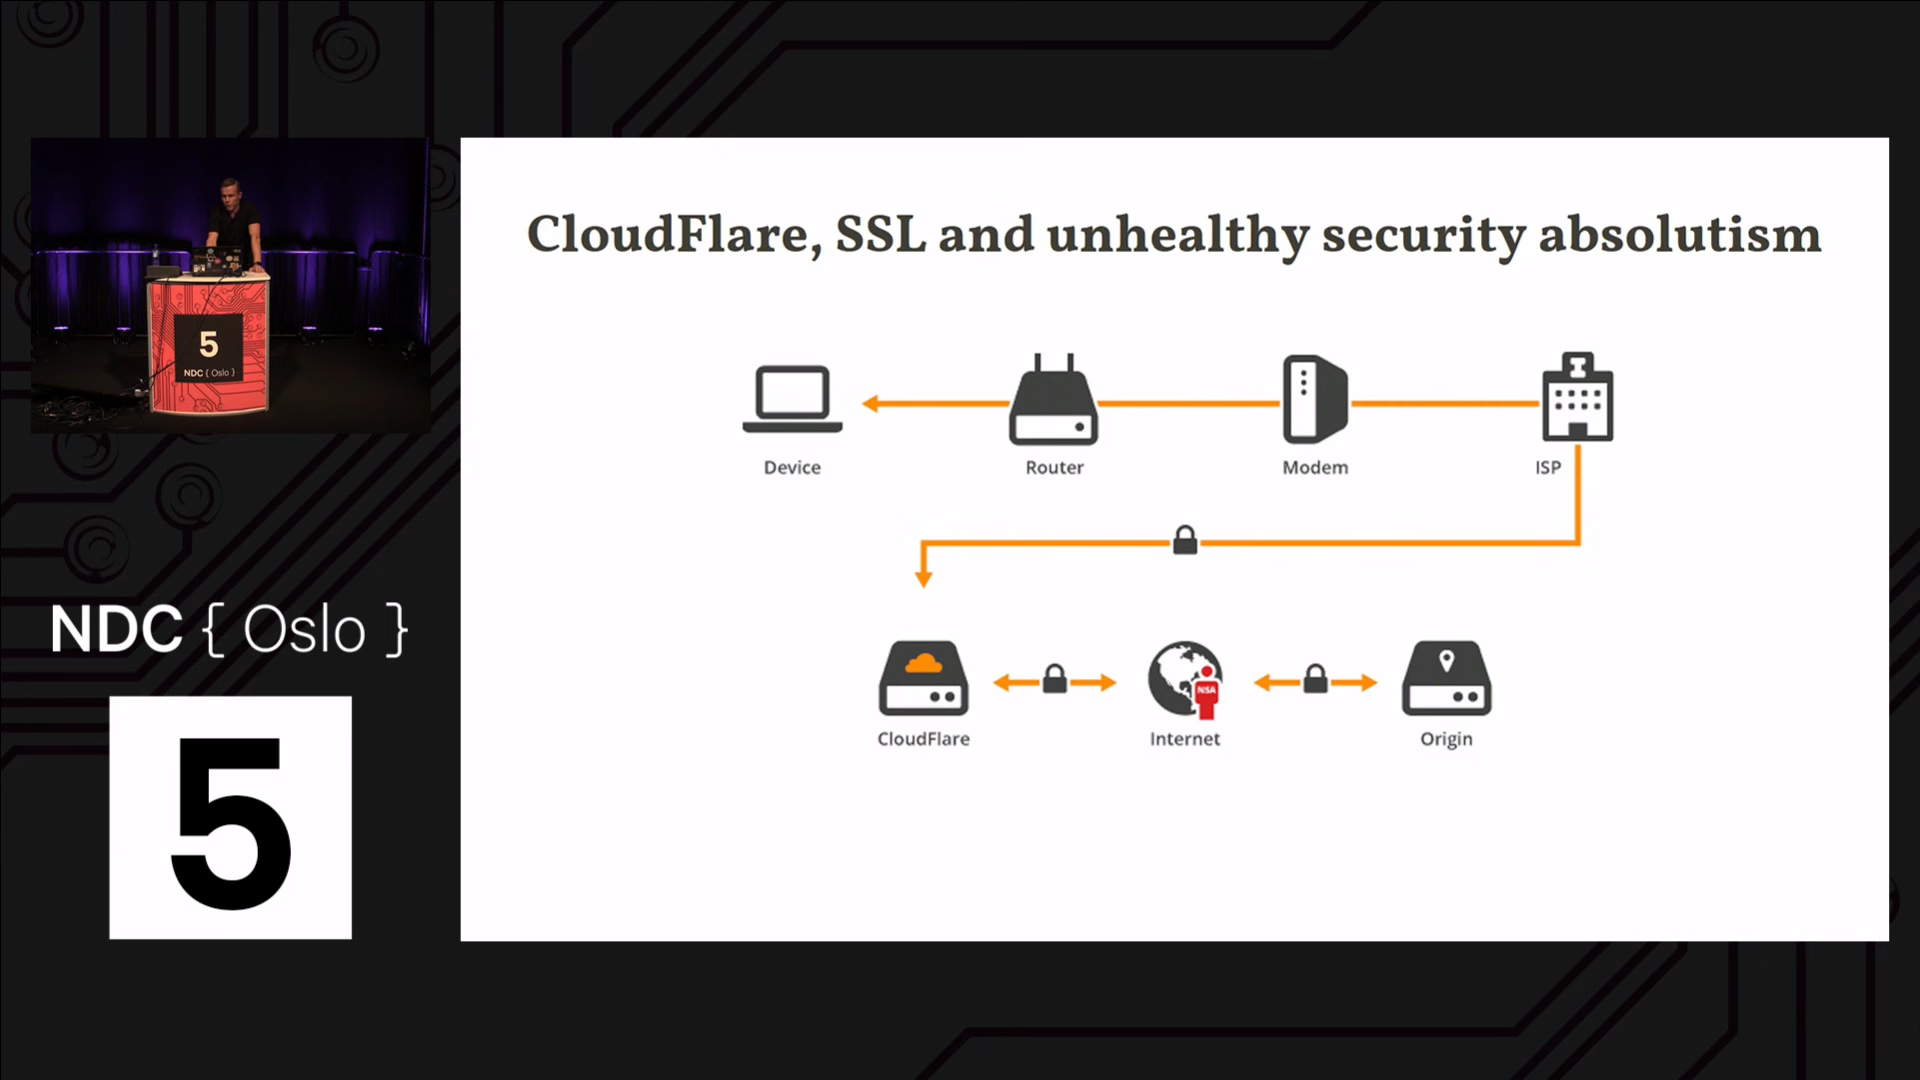 CloudFlare, SSL and unhealthy security absolutism
Device
Router
Modem
ISP
NSA
CloudFlare
Internet
Origin
5
NDC { Oslo }
NDC { Oslo }
5